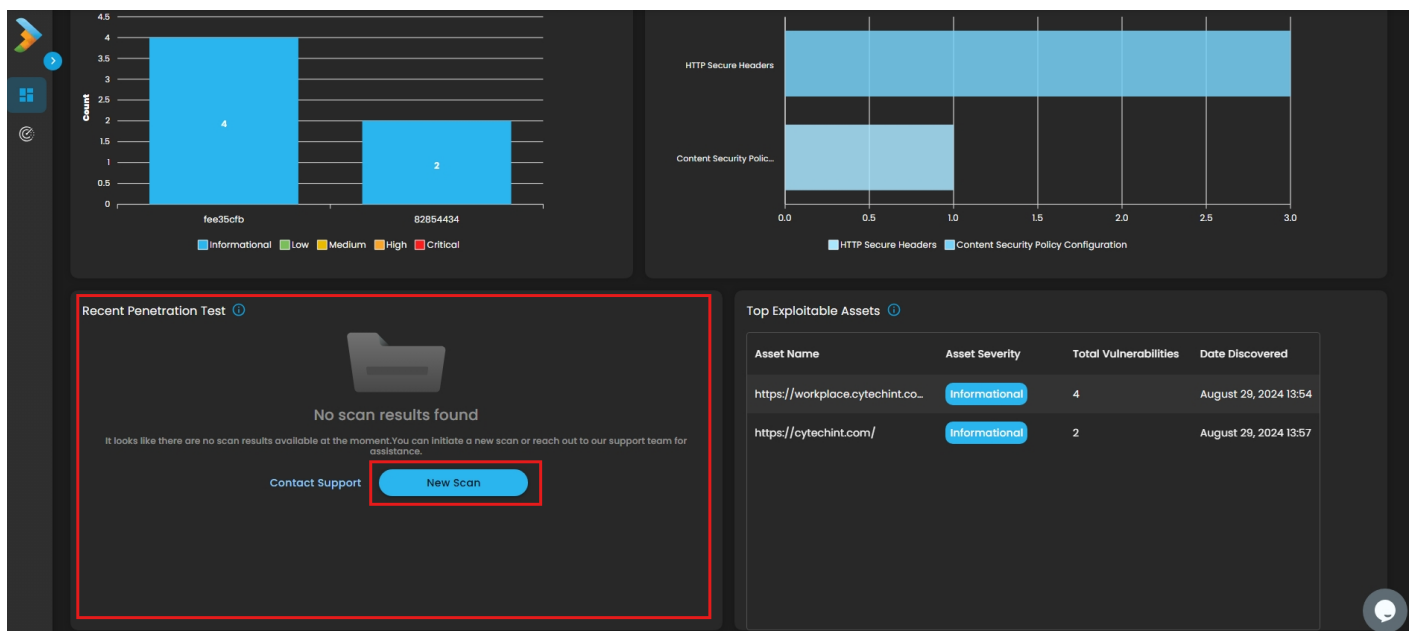 4.5
4
3.5
3
2.5
2
1.5
1
0.5
0
Count
4
2
fee35cfb
82854434
Informational Low Medium High Critical
HTTP Secure Headers
Content Security Polic...
0.0 0.5 1.0 1.5 2.0 2.5 3.0
HTTP Secure Headers Content Security Policy Configuration
Recent Penetration Test
No scan results found
It looks like there are no scan results available at the moment.You can initiate a new scan or reach out to our support team for
assistance.
Contact Support New Scan
Top Exploitable Assets
Asset Name Asset Severity Total Vulnerabilities Date Discovered
https://workplace.cytechint.co... Informational 4 August 29, 2024 13:54
https://cytechint.com/ Informational 2 August 29, 2024 13:57